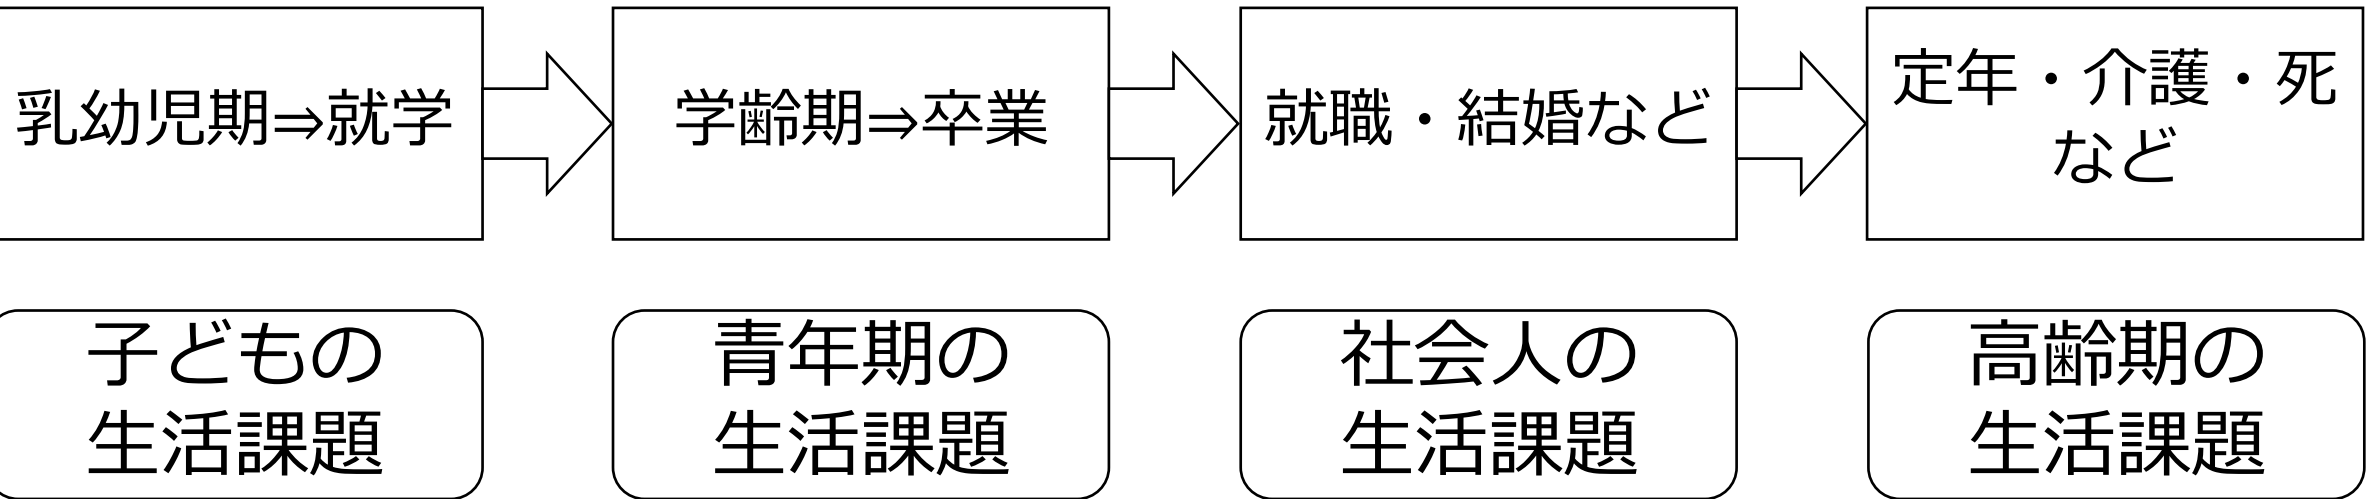 乳幼児期⇒就学
学齢期⇒卒業
就職・結婚など
定年・介護・死
など
子どもの
生活課題
青年期の
生活課題
社会人の
生活課題
高齢期の
生活課題